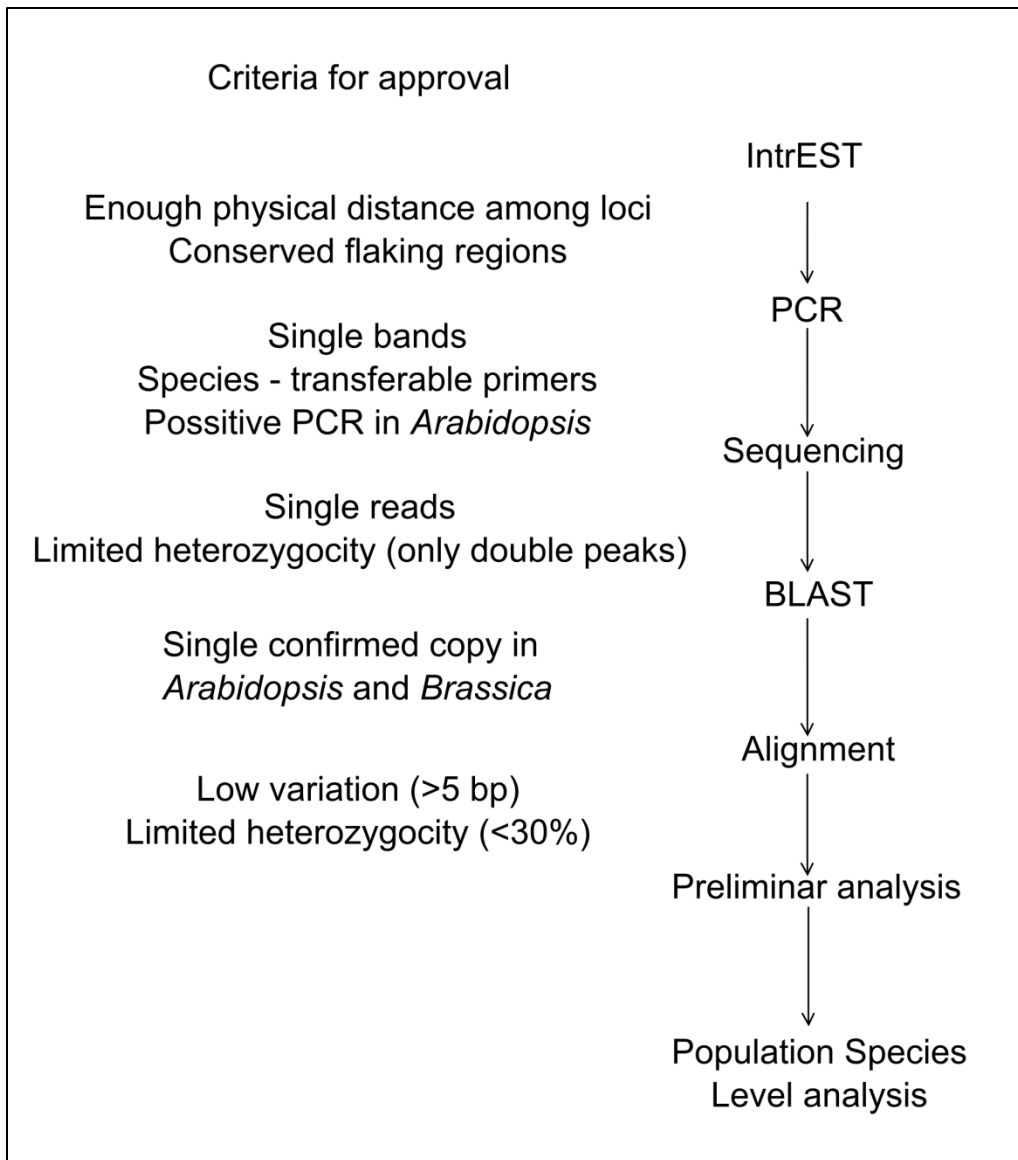 Criteria for approval
IntrEST
Enough physical distance among loci
Conserved flaking regions
PCR
Single bands
Species - transferable primers
Possitive PCR in Arabidopsis
Sequencing
Single reads
Limited heterozygocity (only double peaks)
BLAST
Single confirmed copy in
Arabidopsis and Brassica
Alignment
Low variation (>5 bp)
Limited heterozygocity (<30%)
Preliminar analysis
Population Species
Level analysis